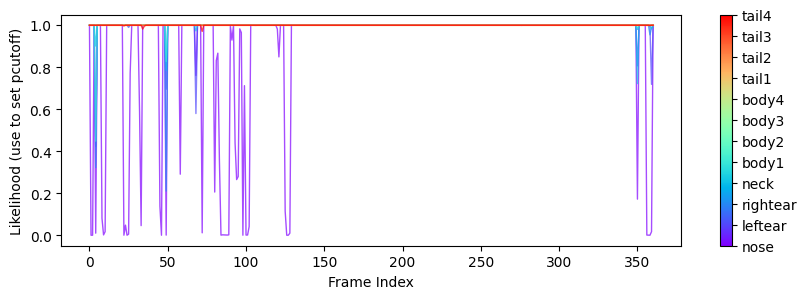 Likelihood (use to set pcutoff)
1.0
0.8
0.6
0.4
0.2
0.0
0
50
100
150
200
250
300
350
Frame Index
tail4
tail3
tail2
tail1
body4
body3
body2
body1
neck
rightear
leftear
nose